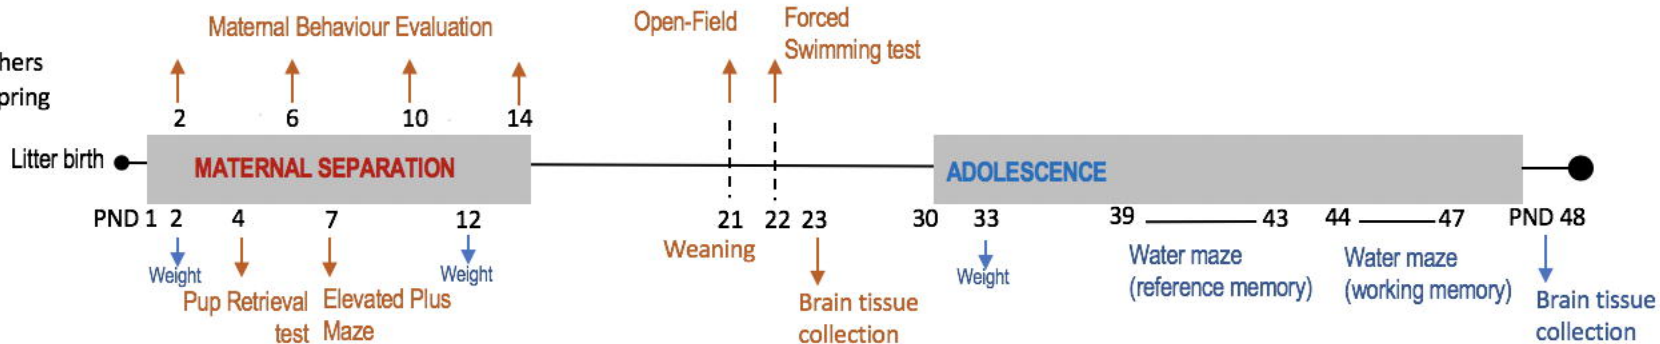 Maternal Behaviour Evaluation
Open-Field
Forced
Swimming test
2 6 10 14
Litter birth
MATERNAL SEPARATION
ADOLESCENCE
PND 1 2 4 7 12 21 22 23 30 33 39 43 44 47 PND 48
Weight
Pup Retrieval
test
Elevated Plus
Maze
Weight
Weaning
Brain tissue
collection
Weight
Water maze
(reference memory)
Water maze
(working memory)
Brain tissue
collection